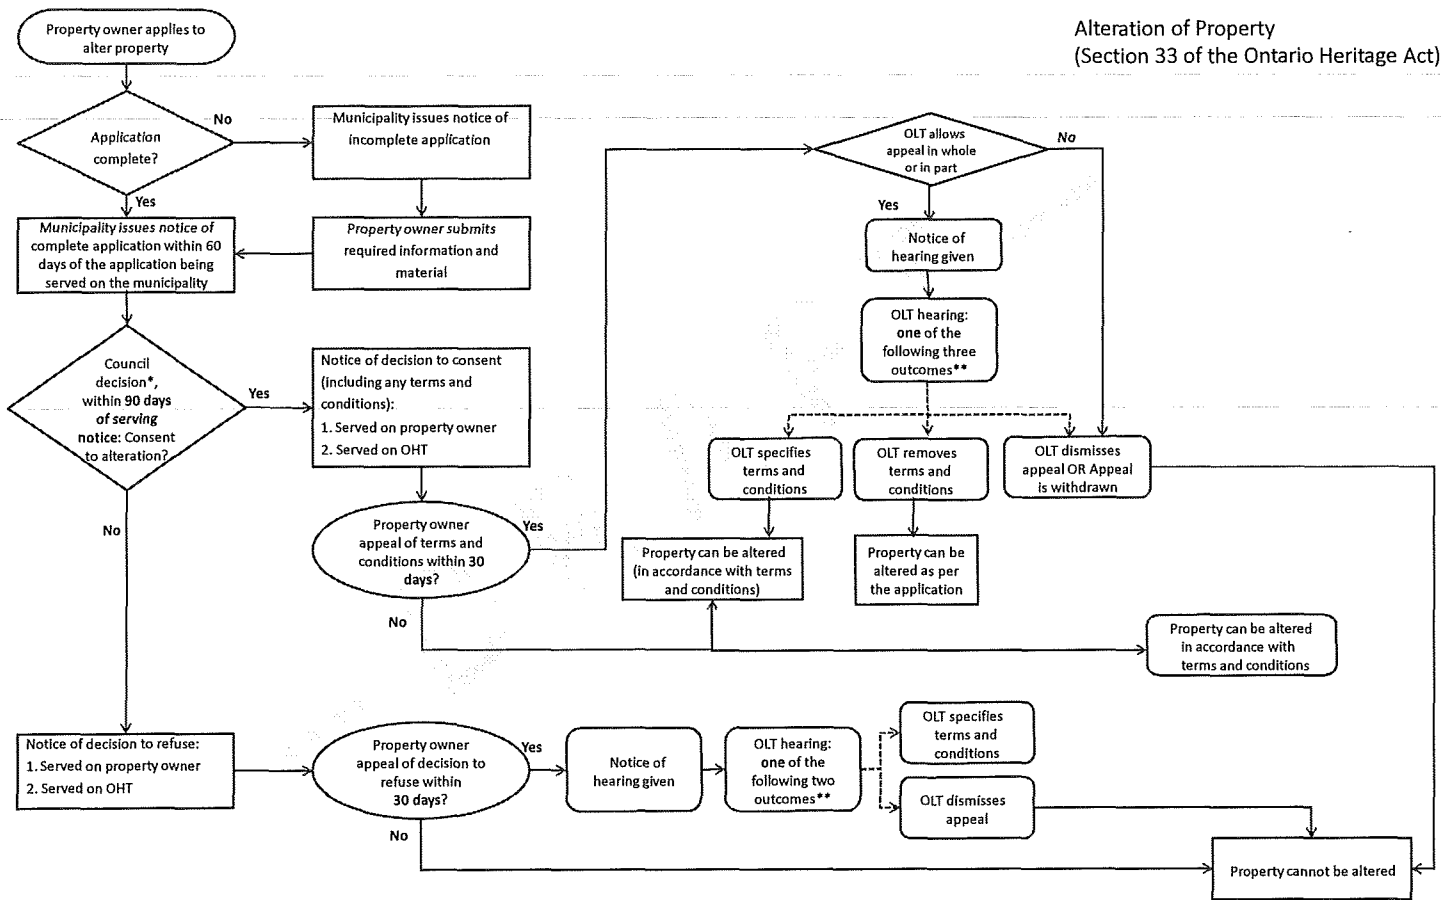 Alteration of Property
(Section 33 of the Ontario Heritage Act)
Property owner applies to
alter property
Application
complete?
No
Yes
Municipality issues notice of
incomplete application
Property owner submits
required information and
material
Municipality issues notice of
complete application within 60
days of the application being
served on the municipality
Council
decision*,
within 90 days
of serving
notice: Consent
to alteration?
Yes
No
Notice of decision to consent
(including any terms and
conditions):
1. Served on property owner
2. Served on OHT
Property owner
appeal of terms and
conditions within 30
days?
Yes
No
OLT allows
appeal in whole
or in part
No
Yes
Notice of
hearing given
OLT hearing:
one of the
following three
outcomes**
OLT specifies
terms and
conditions
OLT removes
terms and
conditions
OLT dismisses
appeal OR Appeal
is withdrawn
Property can be altered
(in accordance with terms
and conditions)
Property can be
altered as per
the application
Property can be altered
in accordance with
terms and conditions
Notice of decision to refuse:
1. Served on property owner
2. Served on OHT
Property owner
appeal of decision to
refuse within
30 days?
Yes
No
Notice of
hearing given
OLT hearing:
one of the
following two
outcomes**
OLT specifies
terms and
conditions
OLT dismisses
appeal
Property cannot be altered